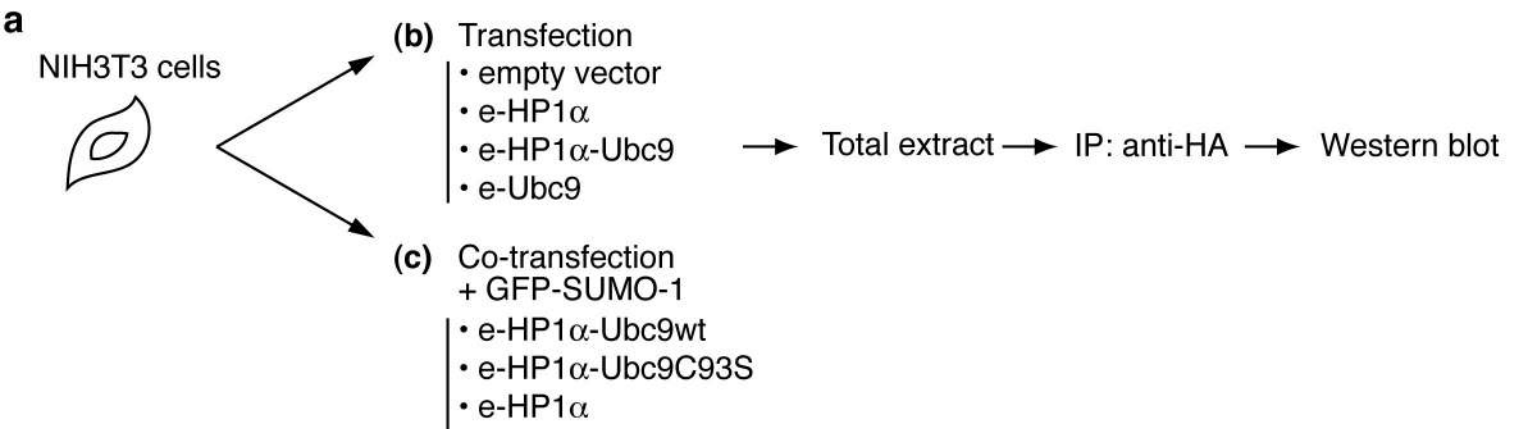 a
NIH3T3 cells
(b) Transfection
• empty vector
• e-HP1α
• e-HP1α-Ubc9
• e-Ubc9
Total extract
IP: anti-HA
Western blot
(c) Co-transfection
+ GFP-SUMO-1
• e-HP1α-Ubc9wt
• e-HP1α-Ubc9C93S
• e-HP1α